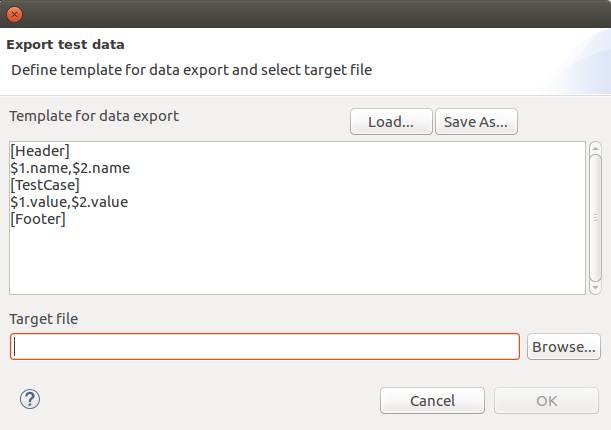 Export test data
Define template for data export and select target file
Template for data export
Load...
Save As...
[Header]
$1.name,$2.name
[TestCase]
$1.value,$2.value
[Footer]
Target file
Browse...
?
Cancel
OK